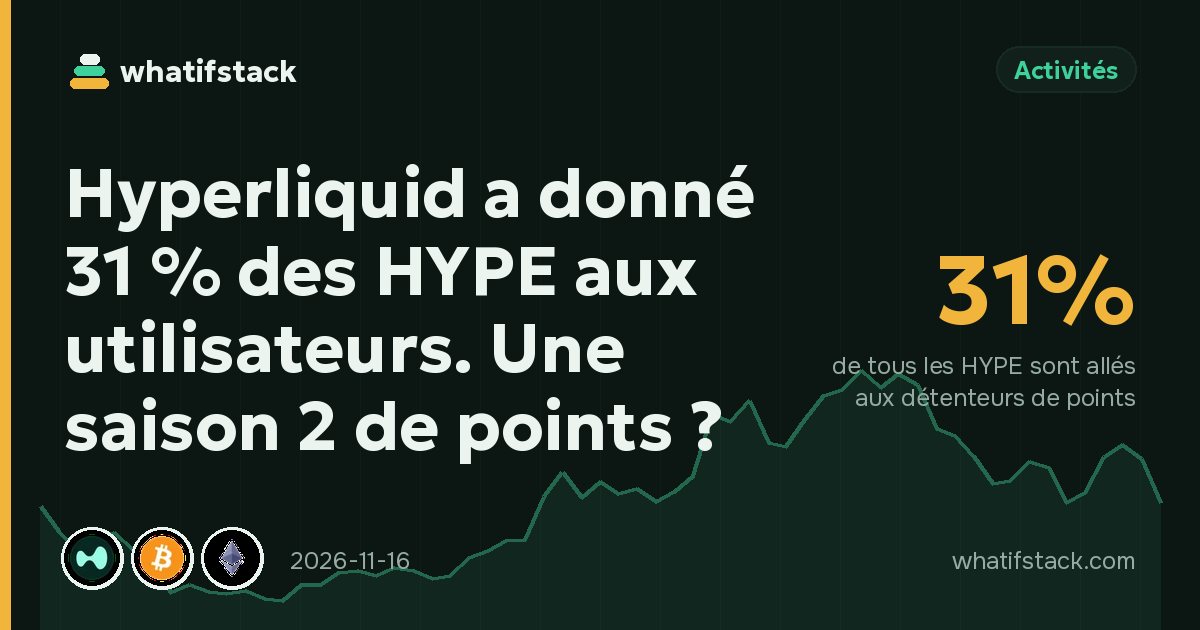 whatifstack
Activités
Hyperliquid a donné
31 % des HYPE aux
utilisateurs. Une
saison 2 de points ?
31%
de tous les HYPE sont allés
aux détenteurs de points
2026-11-16
whatifstack.com